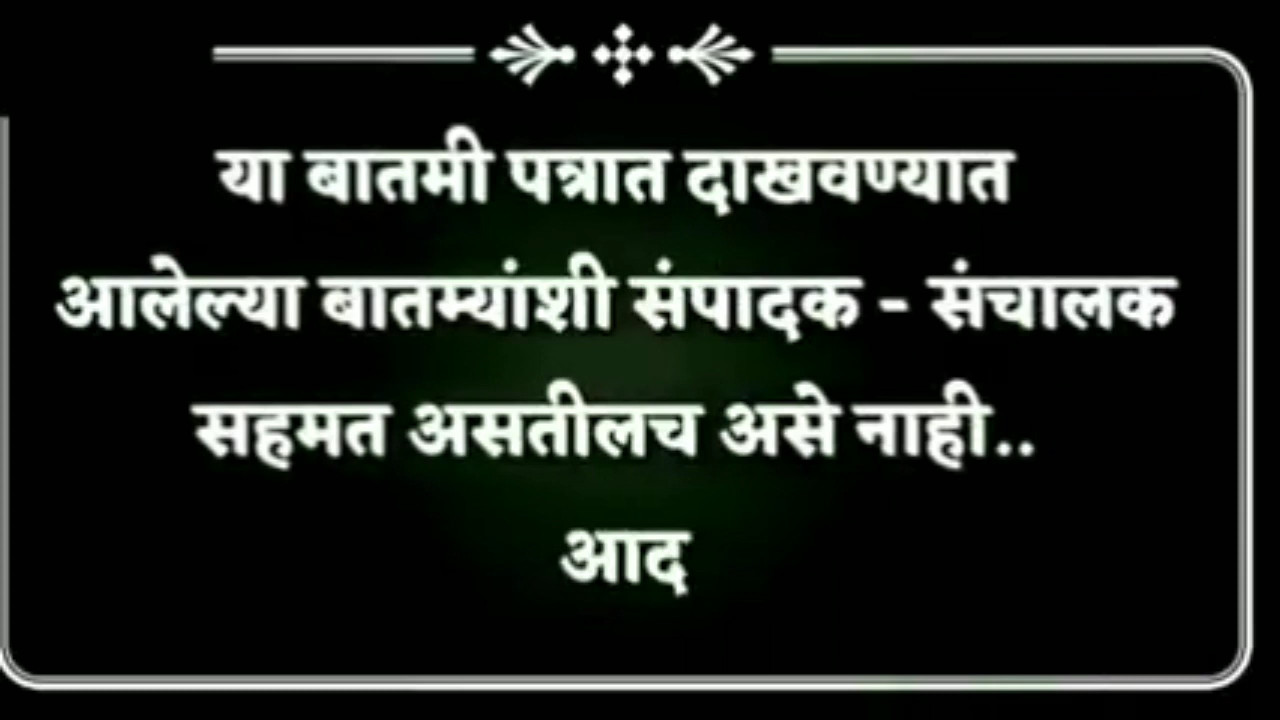 या बातमी पत्रात दाखवण्यात
आलेल्या बातम्यांशी संपादक - संचालक
सहमत असतीलच असे नाही..
आद